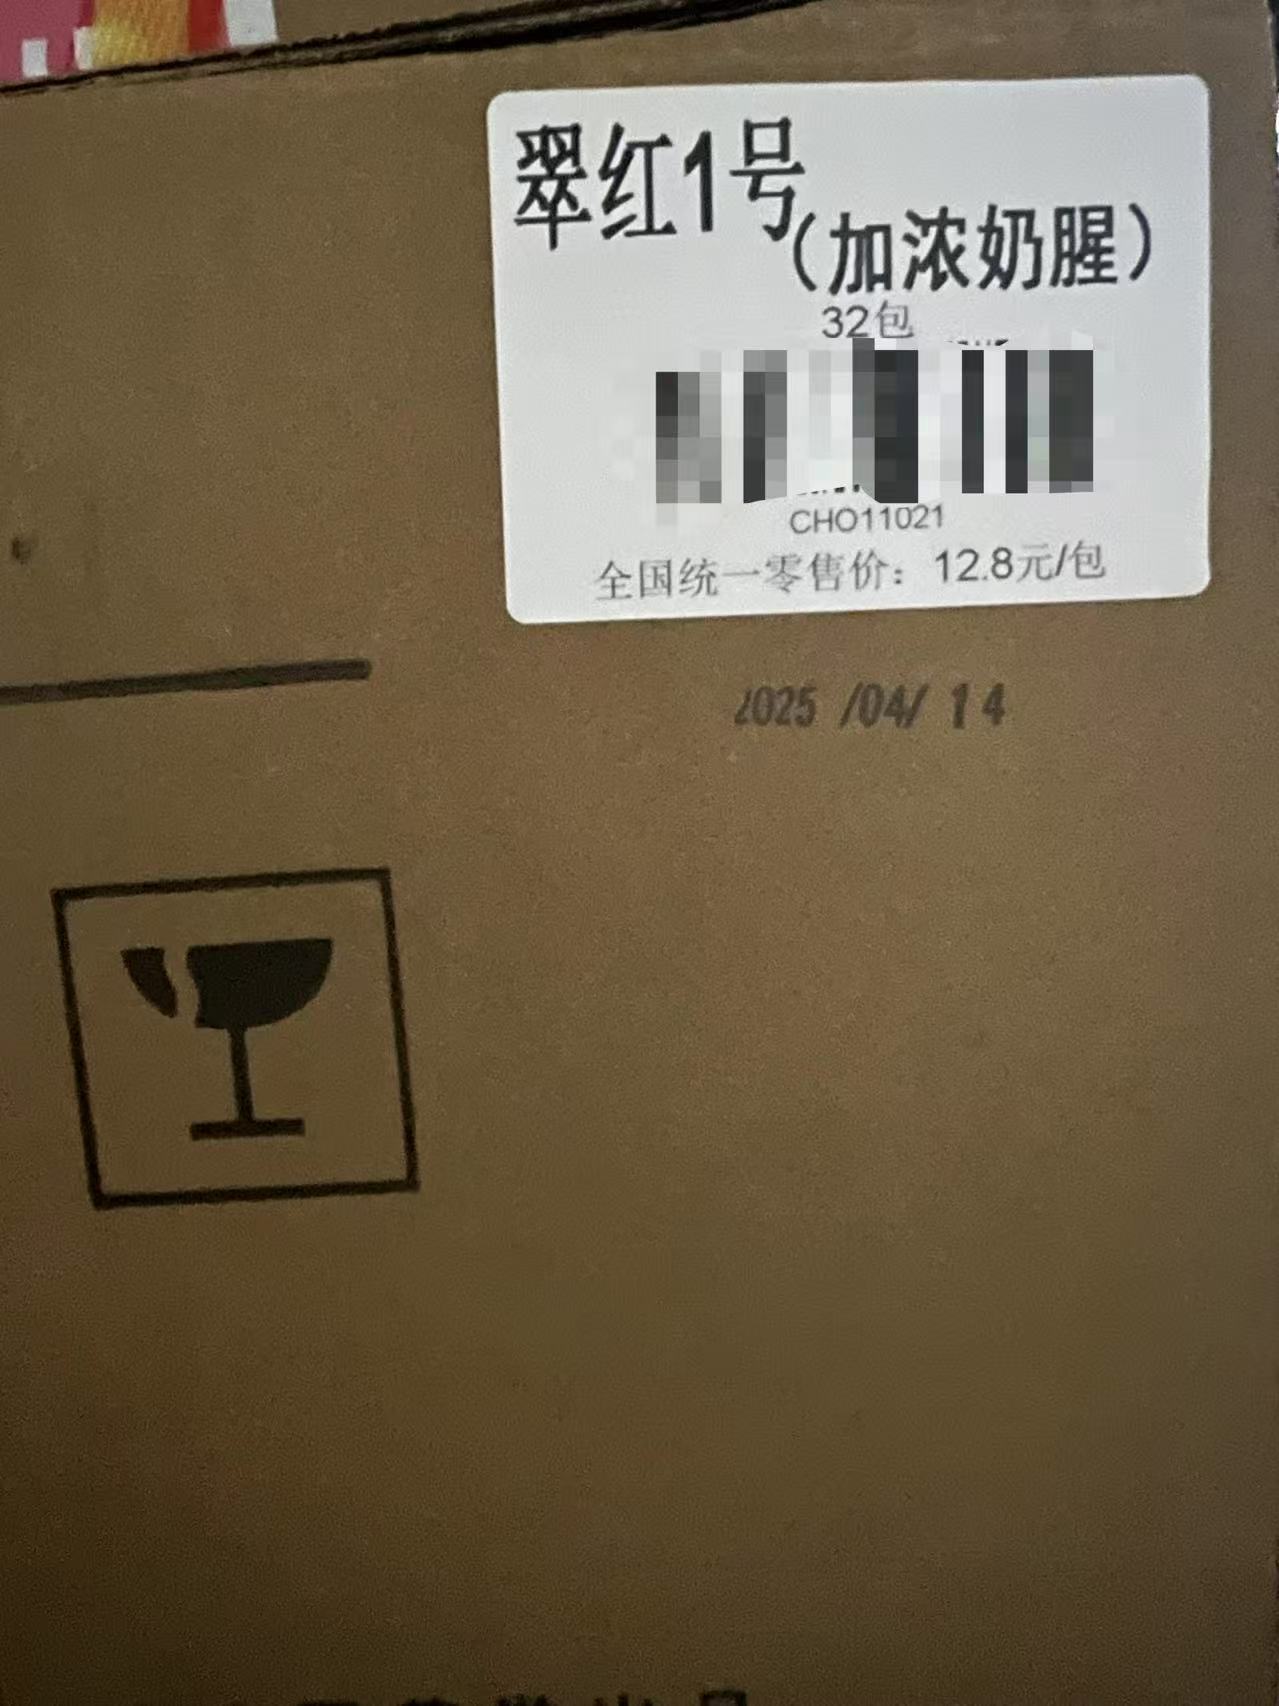 翠红1号
(加浓奶腥)
32包
CHO11021
全国统一零售价：12.8元/包
2025 /04/ 14